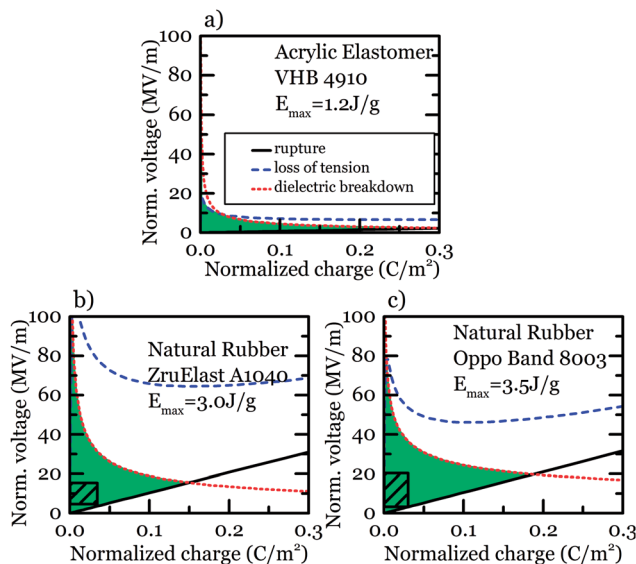 a)
Norm. voltage (MV/m)
100
80
60
40
20
0
Acrylic Elastomer
VHB 4910
Emax=1.2J/g
rupture
loss of tension
dielectric breakdown
0.0
0.1
0.2
0.3
Normalized charge (C/m²)
b)
Norm. voltage (MV/m)
100
80
60
40
20
0
Natural Rubber
ZruElast A1040
Emax=3.0J/g
0.0
0.1
0.2
0.3
Normalized charge (C/m²)
c)
Norm. voltage (MV/m)
100
80
60
40
20
0
Natural Rubber
Oppo Band 8003
Emax=3.5J/g
0.0
0.1
0.2
0.3
Normalized charge (C/m²)